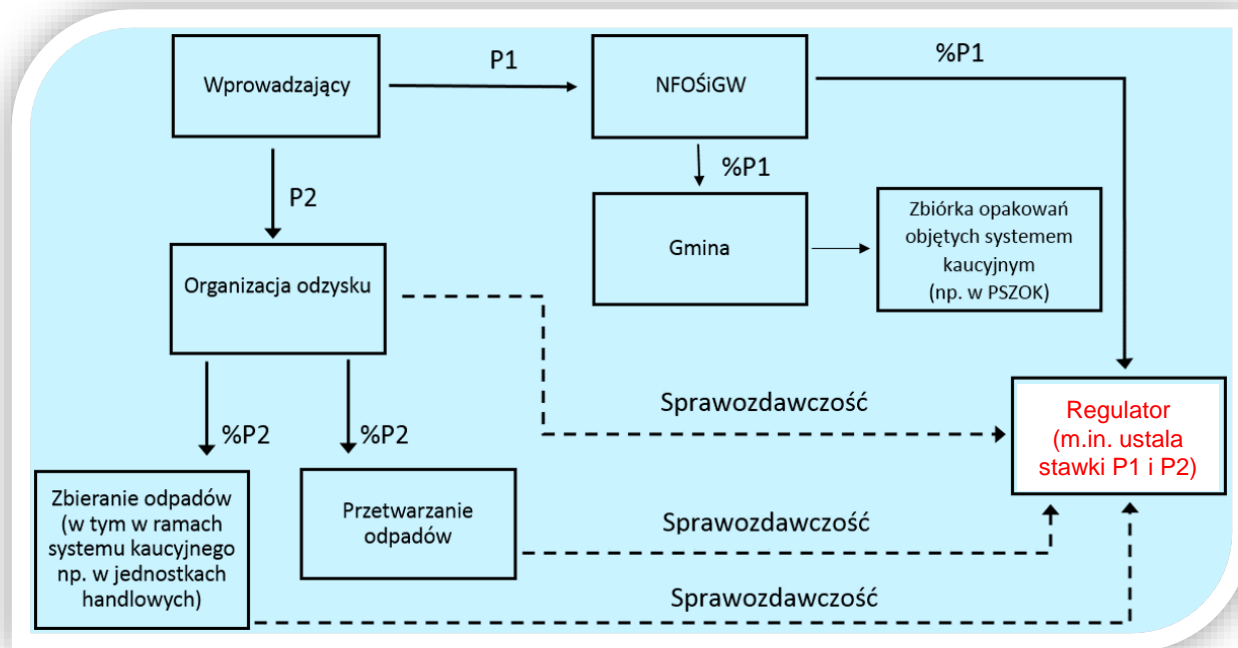 Wprowadzający
P1
NFOŚiGW
%P1
%P1
P2
Gmina
Zbiórka opakowań
objętych systemem
kaucyjnym
(np. w PSZOK)
Organizacja odzysku
Sprawozdawczość
Regulator
(m.in. ustala
stawki P1 i P2)
%P2
%P2
Zbieranie odpadów
(w tym w ramach
systemu kaucyjnego
np. w jednostkach
handlowych)
Przetwarzanie
odpadów
Sprawozdawczość
Sprawozdawczość